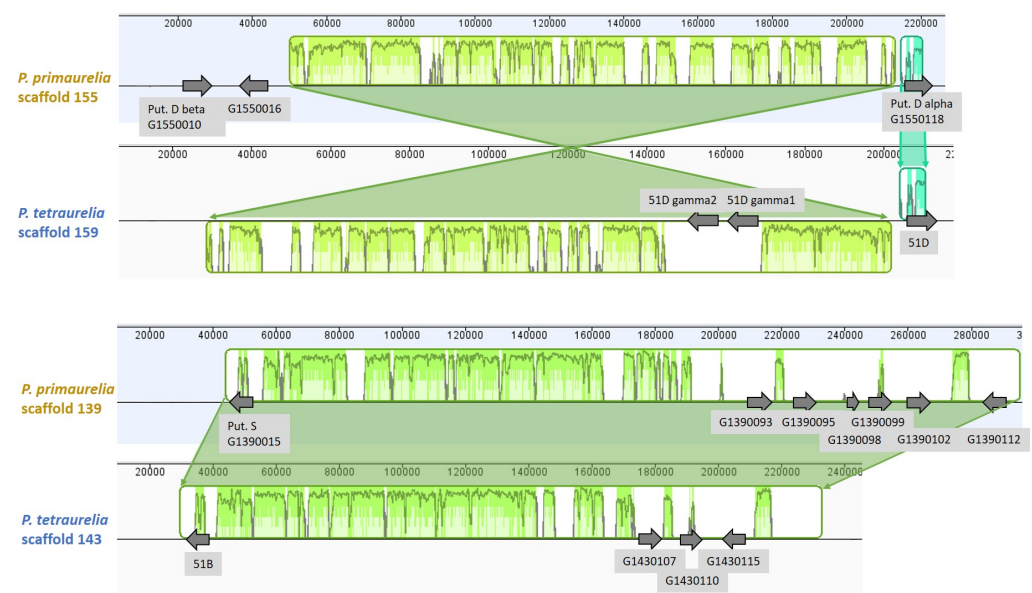 20000 40000 60000 80000 100000 120000 140000 160000 180000 200000 220000
P. primaurelia
scaffold 155
Put. D beta
G1550010
G1550016
Put. D alpha
G1550118
20000 40000 60000 80000 100000 120000 140000 160000 180000 200000
P. tetraurelia
scaffold 159
51D gamma2 51D gamma1
51D
20000 40000 60000 80000 100000 120000 140000 160000 180000 200000 220000 240000 260000 280000 3
P. primaurelia
scaffold 139
Put. S
G1390015
G1390093 G1390095 G1390099
G1390098 G1390102 G1390112
20000 40000 60000 80000 100000 120000 140000 160000 180000 200000 220000 240000
P. tetraurelia
scaffold 143
51B
G1430107 G1430115
G1430110